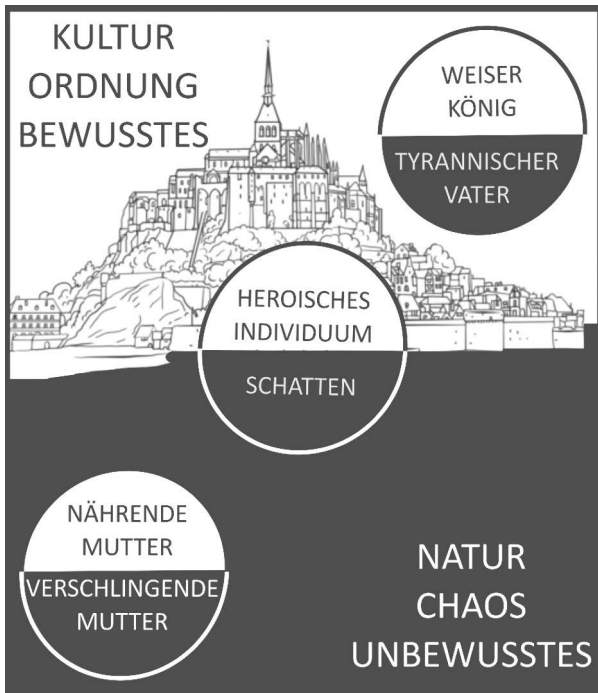 KULTUR
ORDNUNG
BEWUSSTES
WEISER
KÖNIG
TYRANNISCHER
VATER
HEROISCHES
INDIVIDUUM
SCHATTEN
NÄHRENDE
MUTTER
VERSCHLINGENDE
MUTTER
NATUR
CHAOS
UNBEWUSSTES